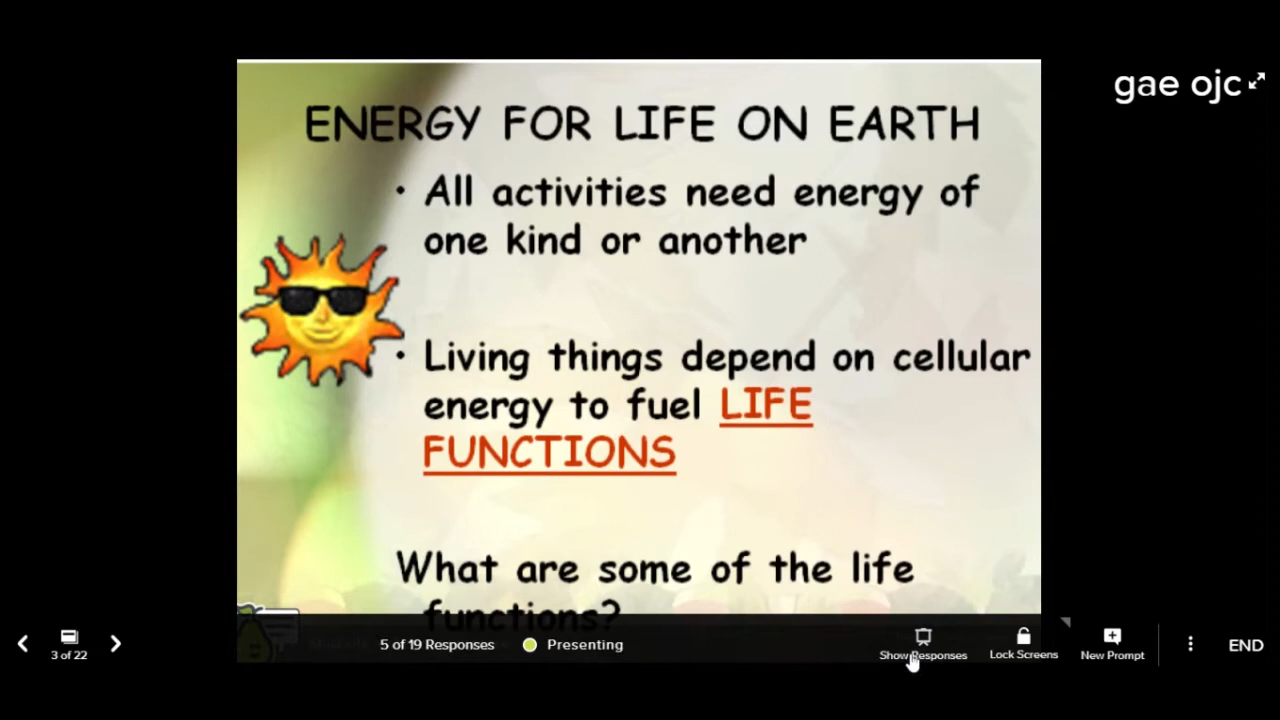 gae ojc
ENERGY FOR LIFE ON EARTH
• All activities need energy of
one kind or another
• Living things depend on cellular
energy to fuel LIFE
FUNCTIONS
What are some of the life
functions?
3 of 22
5 of 19 Responses
Presenting
Show Responses
Lock Screens
New Prompt
END